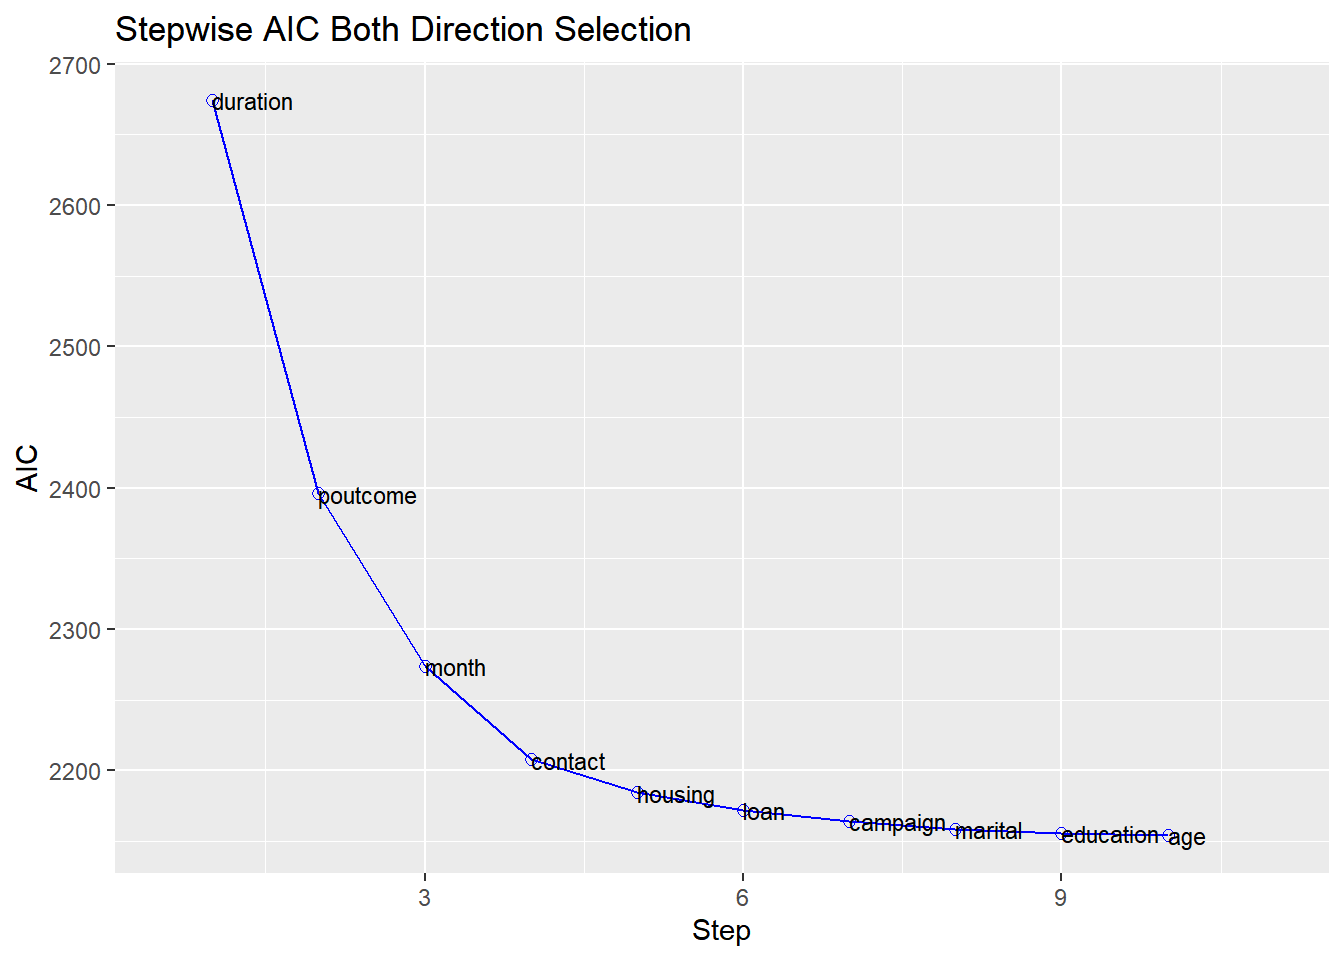 Stepwise AIC Both Direction Selection
2700
duration
2600
2500
AIC
2400
poutcome
2300
month
2200
contact
housing
loan
campaign
marital
education
age
3
6
9
Step